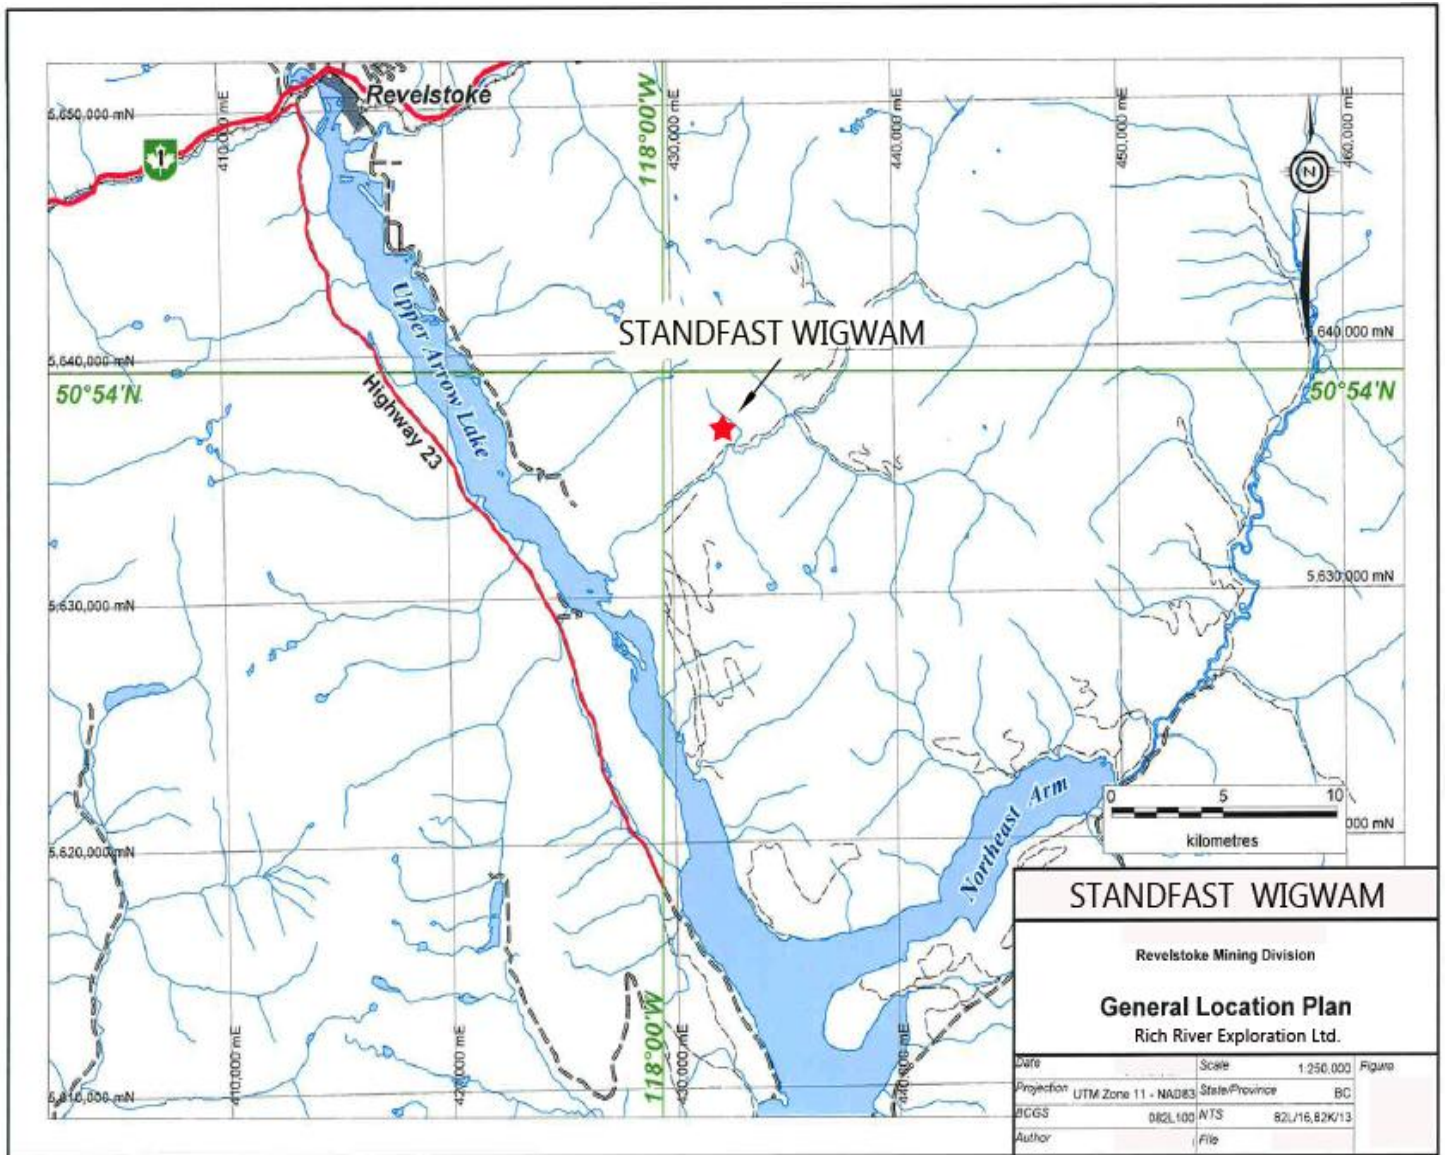 Revelstoke
5,650,000 mN
410,000 mE
118°00'W
430,000 mE
440,000 mE
450,000 mE
460,000 mE
1
N
Upper Arrow Lake
STANDFAST WIGWAM
5,640,000 mN
640,000 mN
50°54'N
50°54'N
Highway 23
5,630,000 mN
5,630,000 mN
Northeast Arm
0 5 10
kilometres
000 mN
5,620,000 mN
STANDFAST WIGWAM
Revelstoke Mining Division
General Location Plan
Rich River Exploration Ltd.
410,000 mE
420,000 mE
118°00'W
430,000 mE
440,000 mE
5,610,000 mN
Date Scale 1:250,000 Figure
Projection UTM Zone 11 - NAD83 State/Province BC
BCGS 082L100 NTS 82L/16,82K/13
Author File